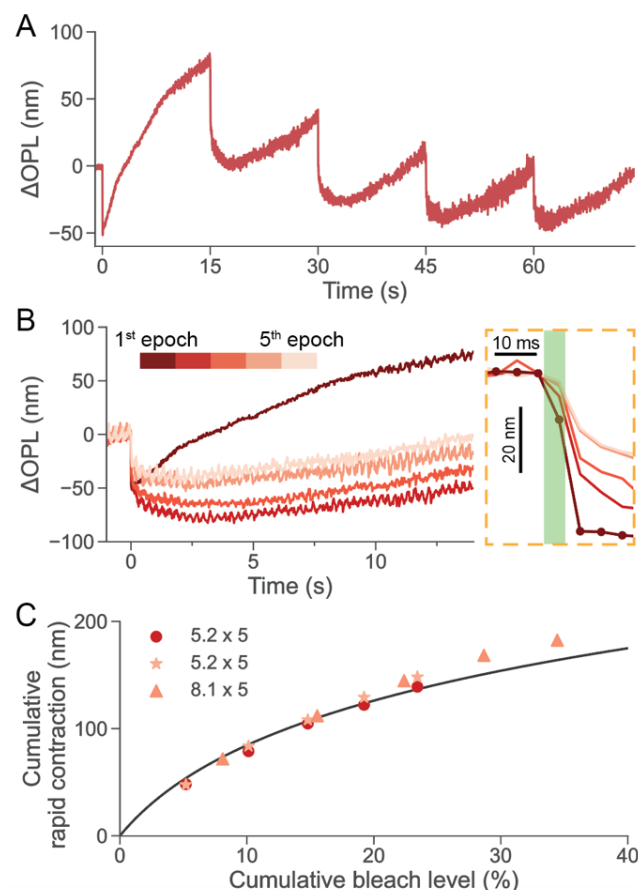 A
ΔOPL (nm)
100
50
0
−50
0
15
30
45
60
Time (s)
B
ΔOPL (nm)
100
50
0
−50
−100
1st epoch
5th epoch
0
5
10
Time (s)
10 ms
20 nm
C
Cumulative
rapid contraction (nm)
200
100
0
5.2 x 5
5.2 x 5
8.1 x 5
0
10
20
30
40
Cumulative bleach level (%)